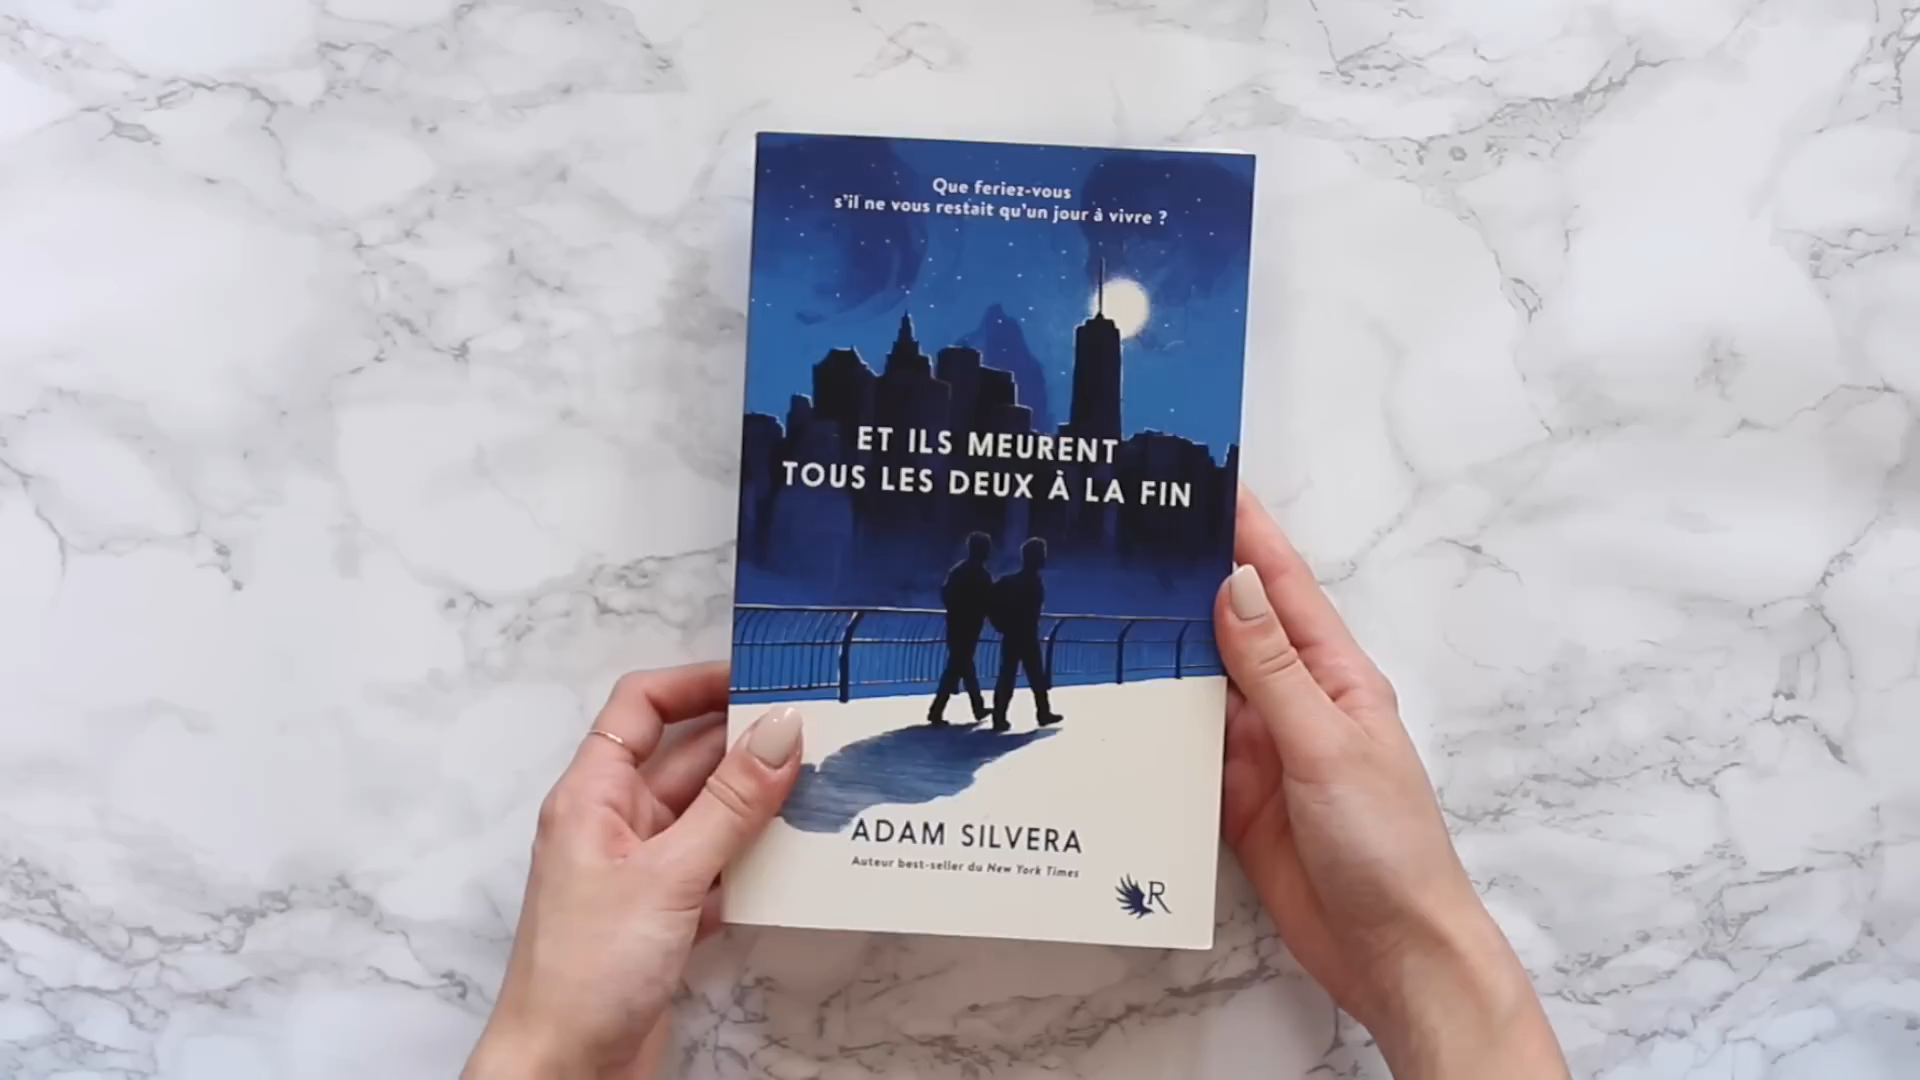 Que feriez-vous
s'il ne vous restait qu'un jour à vivre ?
ET ILS MEURENT
TOUS LES DEUX À LA FIN
ADAM SILVERA
Auteur best-seller du New York Times
R